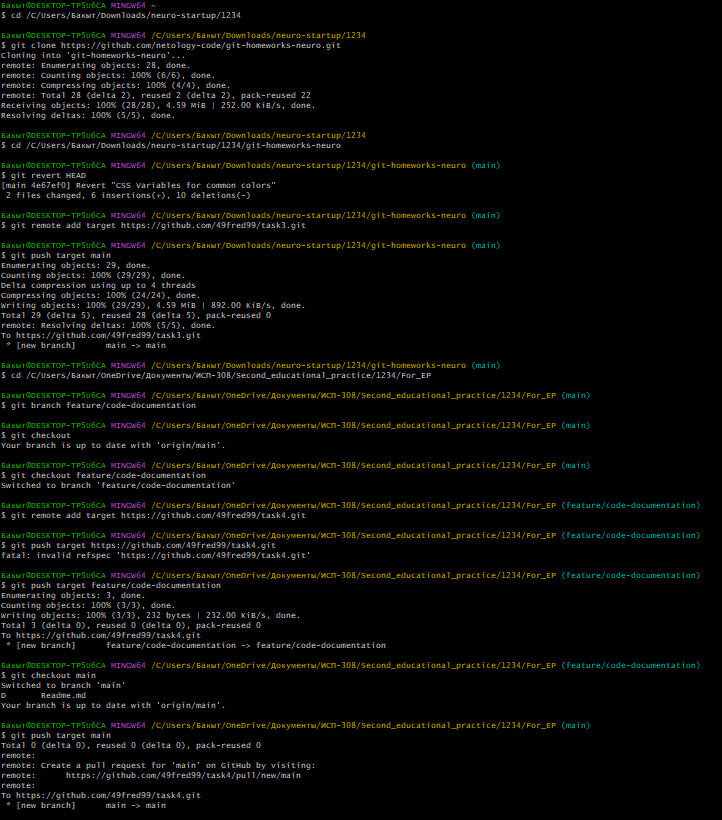 Бакыт@DESKTOP-TP5U6CA MINGW64 ~
$ cd /C/Users/Бакыт/Downloads/neuro-startup/1234
Бакыт@DESKTOP-TP5U6CA MINGW64 /C/Users/Бакыт/Downloads/neuro-startup/1234
$ git clone https://github.com/netology-code/git-homeworks-neuro.git
Cloning into 'git-homeworks-neuro'...
remote: Enumerating objects: 28, done.
remote: Counting objects: 100% (6/6), done.
remote: Compressing objects: 100% (4/4), done.
remote: Total 28 (delta 2), reused 2 (delta 2), pack-reused 22
Receiving objects: 100% (28/28), 4.59 MiB | 252.00 KiB/s, done.
Resolving deltas: 100% (5/5), done.
Бакыт@DESKTOP-TP5U6CA MINGW64 /C/Users/Бакыт/Downloads/neuro-startup/1234
$ cd /C/Users/Бакыт/Downloads/neuro-startup/1234/git-homeworks-neuro
Бакыт@DESKTOP-TP5U6CA MINGW64 /C/Users/Бакыт/Downloads/neuro-startup/1234/git-homeworks-neuro (main)
$ git revert HEAD
[main 4e67ef0] Revert "CSS Variables for common colors"
 2 files changed, 6 insertions(+), 10 deletions(-)
Бакыт@DESKTOP-TP5U6CA MINGW64 /C/Users/Бакыт/Downloads/neuro-startup/1234/git-homeworks-neuro (main)
$ git remote add target https://github.com/49fred99/task3.git
Бакыт@DESKTOP-TP5U6CA MINGW64 /C/Users/Бакыт/Downloads/neuro-startup/1234/git-homeworks-neuro (main)
$ git push target main
Enumerating objects: 29, done.
Counting objects: 100% (29/29), done.
Delta compression using up to 4 threads
Compressing objects: 100% (24/24), done.
Writing objects: 100% (29/29), 4.59 MiB | 892.00 KiB/s, done.
Total 29 (delta 5), reused 28 (delta 5), pack-reused 0
remote: Resolving deltas: 100% (5/5), done.
To https://github.com/49fred99/task3.git
 * [new branch]      main -> main
Бакыт@DESKTOP-TP5U6CA MINGW64 /C/Users/Бакыт/Downloads/neuro-startup/1234/git-homeworks-neuro (main)
$ cd /C/Users/Бакыт/OneDrive/Документы/ИСП-308/Second_educational_practice/1234/For_EP
Бакыт@DESKTOP-TP5U6CA MINGW64 /C/Users/Бакыт/OneDrive/Документы/ИСП-308/Second_educational_practice/1234/For_EP (main)
$ git branch feature/code-documentation
Бакыт@DESKTOP-TP5U6CA MINGW64 /C/Users/Бакыт/OneDrive/Документы/ИСП-308/Second_educational_practice/1234/For_EP (main)
$ git checkout
Your branch is up to date with 'origin/main'.
Бакыт@DESKTOP-TP5U6CA MINGW64 /C/Users/Бакыт/OneDrive/Документы/ИСП-308/Second_educational_practice/1234/For_EP (main)
$ git checkout feature/code-documentation
Switched to branch 'feature/code-documentation'
Бакыт@DESKTOP-TP5U6CA MINGW64 /C/Users/Бакыт/OneDrive/Документы/ИСП-308/Second_educational_practice/1234/For_EP (feature/code-documentation)
$ git remote add target https://github.com/49fred99/task4.git
Бакыт@DESKTOP-TP5U6CA MINGW64 /C/Users/Бакыт/OneDrive/Документы/ИСП-308/Second_educational_practice/1234/For_EP (feature/code-documentation)
$ git push target https://github.com/49fred99/task4.git
fatal: invalid refspec 'https://github.com/49fred99/task4.git'
Бакыт@DESKTOP-TP5U6CA MINGW64 /C/Users/Бакыт/OneDrive/Документы/ИСП-308/Second_educational_practice/1234/For_EP (feature/code-documentation)
$ git push target feature/code-documentation
Enumerating objects: 3, done.
Counting objects: 100% (3/3), done.
Writing objects: 100% (3/3), 232 bytes | 232.00 KiB/s, done.
Total 3 (delta 0), reused 0 (delta 0), pack-reused 0
To https://github.com/49fred99/task4.git
 * [new branch]      feature/code-documentation -> feature/code-documentation
Бакыт@DESKTOP-TP5U6CA MINGW64 /C/Users/Бакыт/OneDrive/Документы/ИСП-308/Second_educational_practice/1234/For_EP (feature/code-documentation)
$ git checkout main
Switched to branch 'main'
D       Readme.md
Your branch is up to date with 'origin/main'.
Бакыт@DESKTOP-TP5U6CA MINGW64 /C/Users/Бакыт/OneDrive/Документы/ИСП-308/Second_educational_practice/1234/For_EP (main)
$ git push target main
Total 0 (delta 0), reused 0 (delta 0), pack-reused 0
remote:
remote: Create a pull request for 'main' on GitHub by visiting:
remote:      https://github.com/49fred99/task4/pull/new/main
remote:
To https://github.com/49fred99/task4.git
 * [new branch]      main -> main